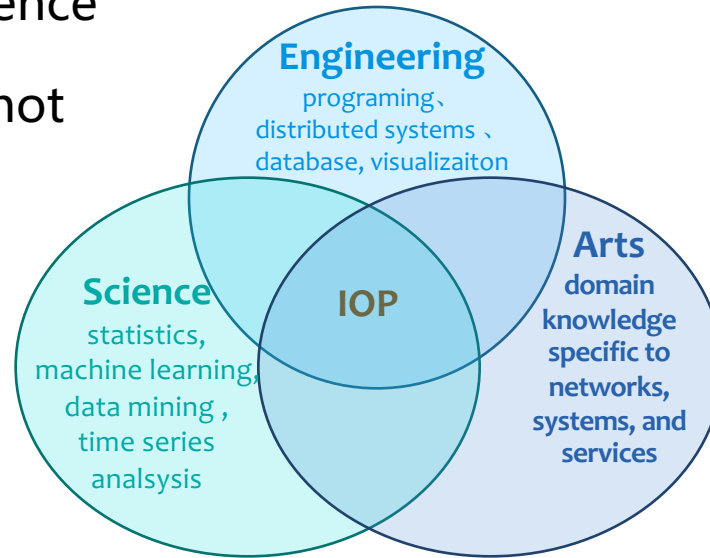 ence
not
Engineering
programing、
distributed systems 、
database, visualizaiton
Arts
domain
knowledge
specific to
networks,
systems, and
services
Science
statistics,
machine learning,
data mining ,
time series
analsysis
IOP